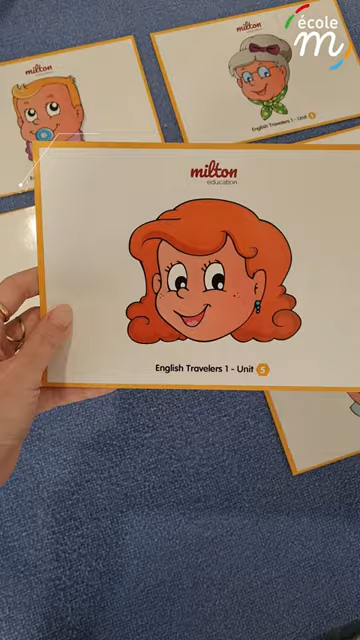 école
m
milton
milton
English Travelers 1 - Unit 5
milton
education
English Travelers 1 - Unit 5